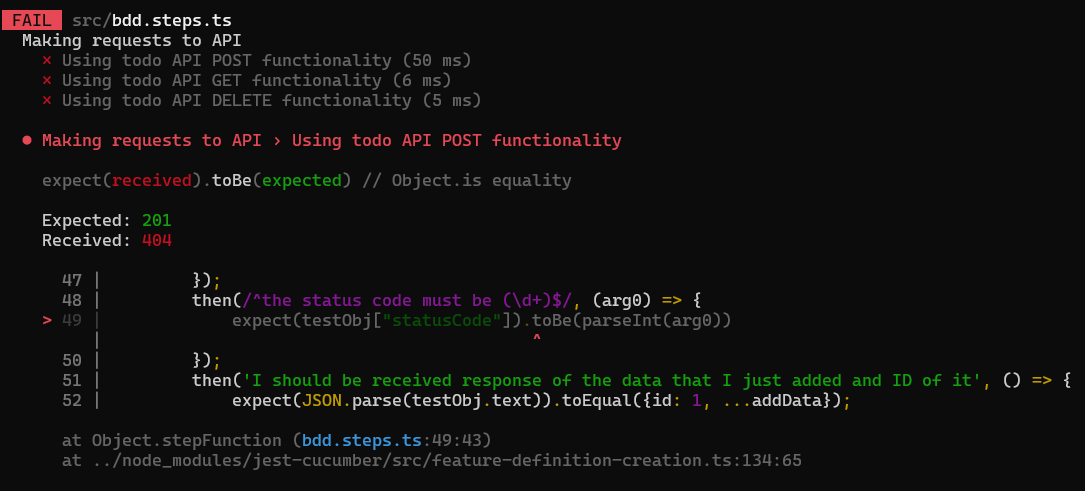 FAIL src/bdd.steps.ts
Making requests to API
× Using todo API POST functionality (50 ms)
× Using todo API GET functionality (6 ms)
× Using todo API DELETE functionality (5 ms)
● Making requests to API › Using todo API POST functionality
expect(received).toBe(expected) // Object.is equality
Expected: 201
Received: 404
47 |         });
48 |         then(/^the status code must be (\d+)$/, (arg0) => {
> 49 |             expect(testObj["statusCode"]).toBe(parseInt(arg0))
|                                           ^
50 |         });
51 |         then('I should be received response of the data that I just added and ID of it', () => {
52 |             expect(JSON.parse(testObj.text)).toEqual({id: 1, ...addData});
at Object.stepFunction (bdd.steps.ts:49:43)
at ../node_modules/jest-cucumber/src/feature-definition-creation.ts:134:65